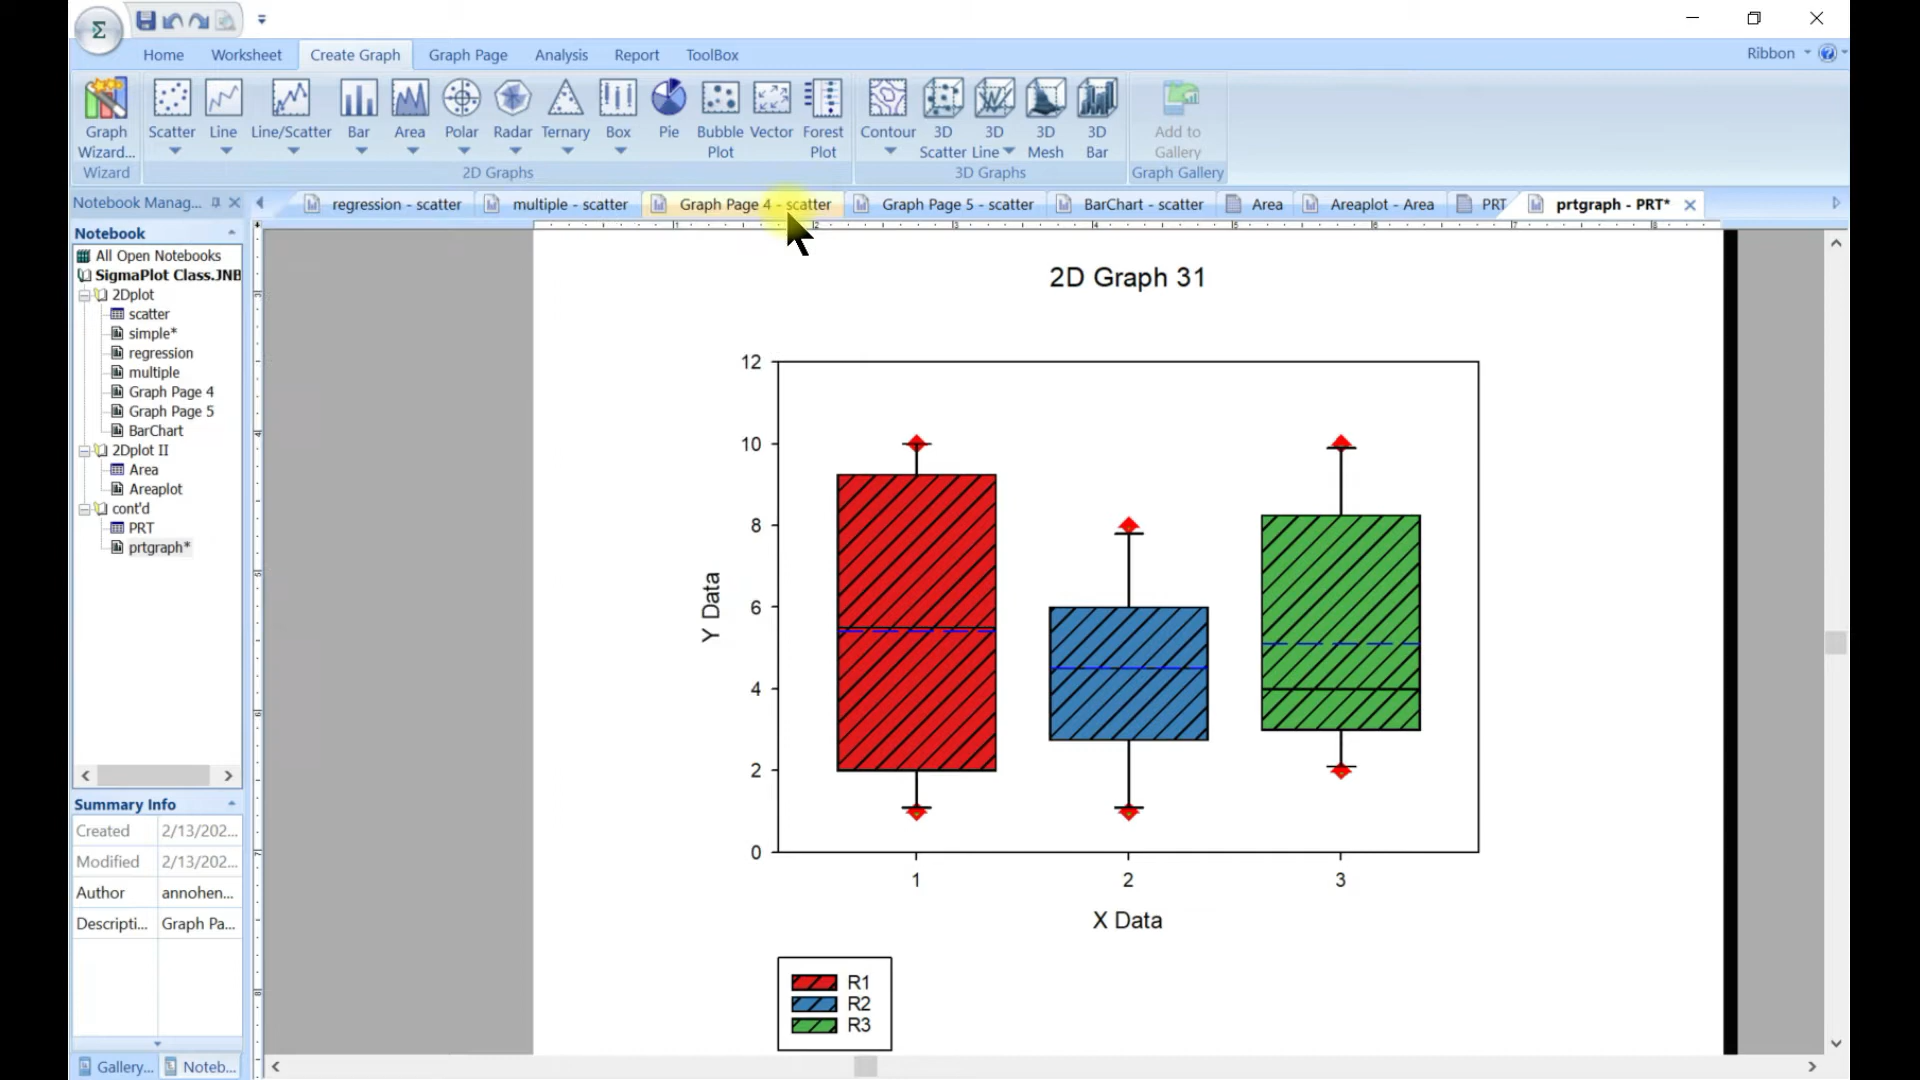 Σ
Home Worksheet Create Graph Graph Page Analysis Report ToolBox Ribbon
Graph Wizard... Scatter Line Line/Scatter Bar Area Polar Radar Ternary Box Pie Bubble Plot Vector Forest Plot Contour 3D Scatter 3D Line 3D Mesh 3D Bar Add to Gallery
Wizard 2D Graphs 3D Graphs Graph Gallery
Notebook Manag... regression - scatter multiple - scatter Graph Page 4 - scatter Graph Page 5 - scatter BarChart - scatter Area Areaplot - Area PRT prtgraph - PRT*
Notebook
All Open Notebooks
SigmaPlot Class.JNB
2Dplot
scatter
simple*
regression
multiple
Graph Page 4
Graph Page 5
BarChart
2Dplot II
Area
Areaplot
cont'd
PRT
prtgraph*
Summary Info
Created 2/13/202...
Modified 2/13/202...
Author annohen...
Descripti... Graph Pa...
Gallery... Noteb...
2D Graph 31
12
10
8
6
4
2
0
Y Data
1 2 3
X Data
R1
R2
R3